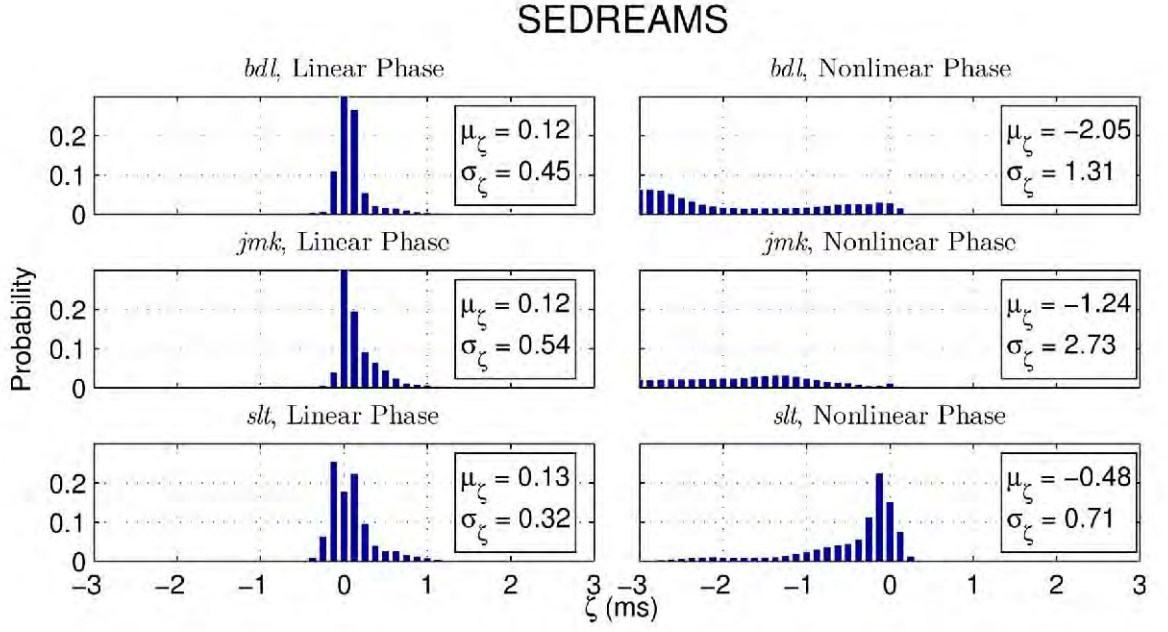 SEDREAMS
bdl, Linear Phase
0.2
0.1
0
μζ = 0.12
σζ = 0.45
bdl, Nonlinear Phase
μζ = −2.05
σζ = 1.31
jmk, Linear Phase
0.2
0.1
0
μζ = 0.12
σζ = 0.54
jmk, Nonlinear Phase
μζ = −1.24
σζ = 2.73
Probability
slt, Linear Phase
0.2
0.1
0
μζ = 0.13
σζ = 0.32
−3 −2 −1 0 1 2 3
slt, Nonlinear Phase
μζ = −0.48
σζ = 0.71
−3 −2 −1 0 1 2 3
ζ (ms)